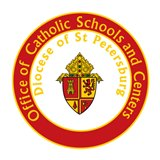 Office of Catholic Schools and Centers
Diocese of St Petersburg